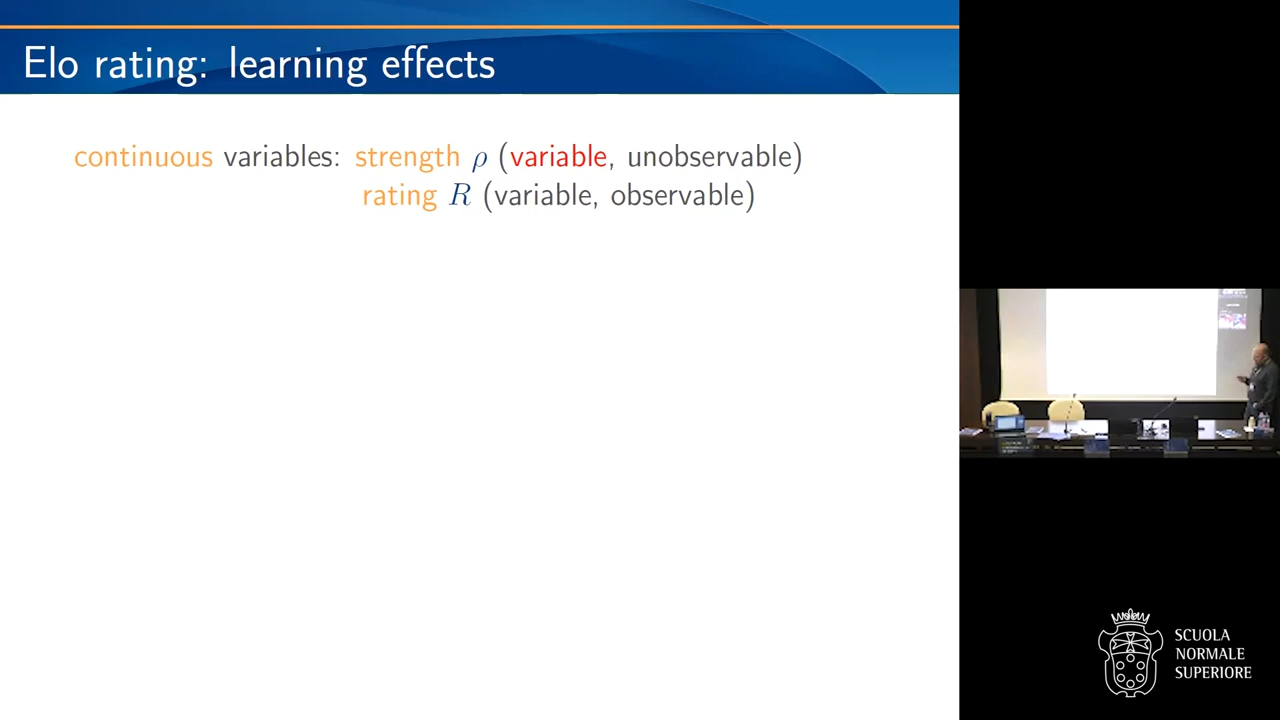 Elo rating: learning effects
continuous variables: strength ρ (variable, unobservable)
rating R (variable, observable)
SCUOLA
NORMALE
SUPERIORE